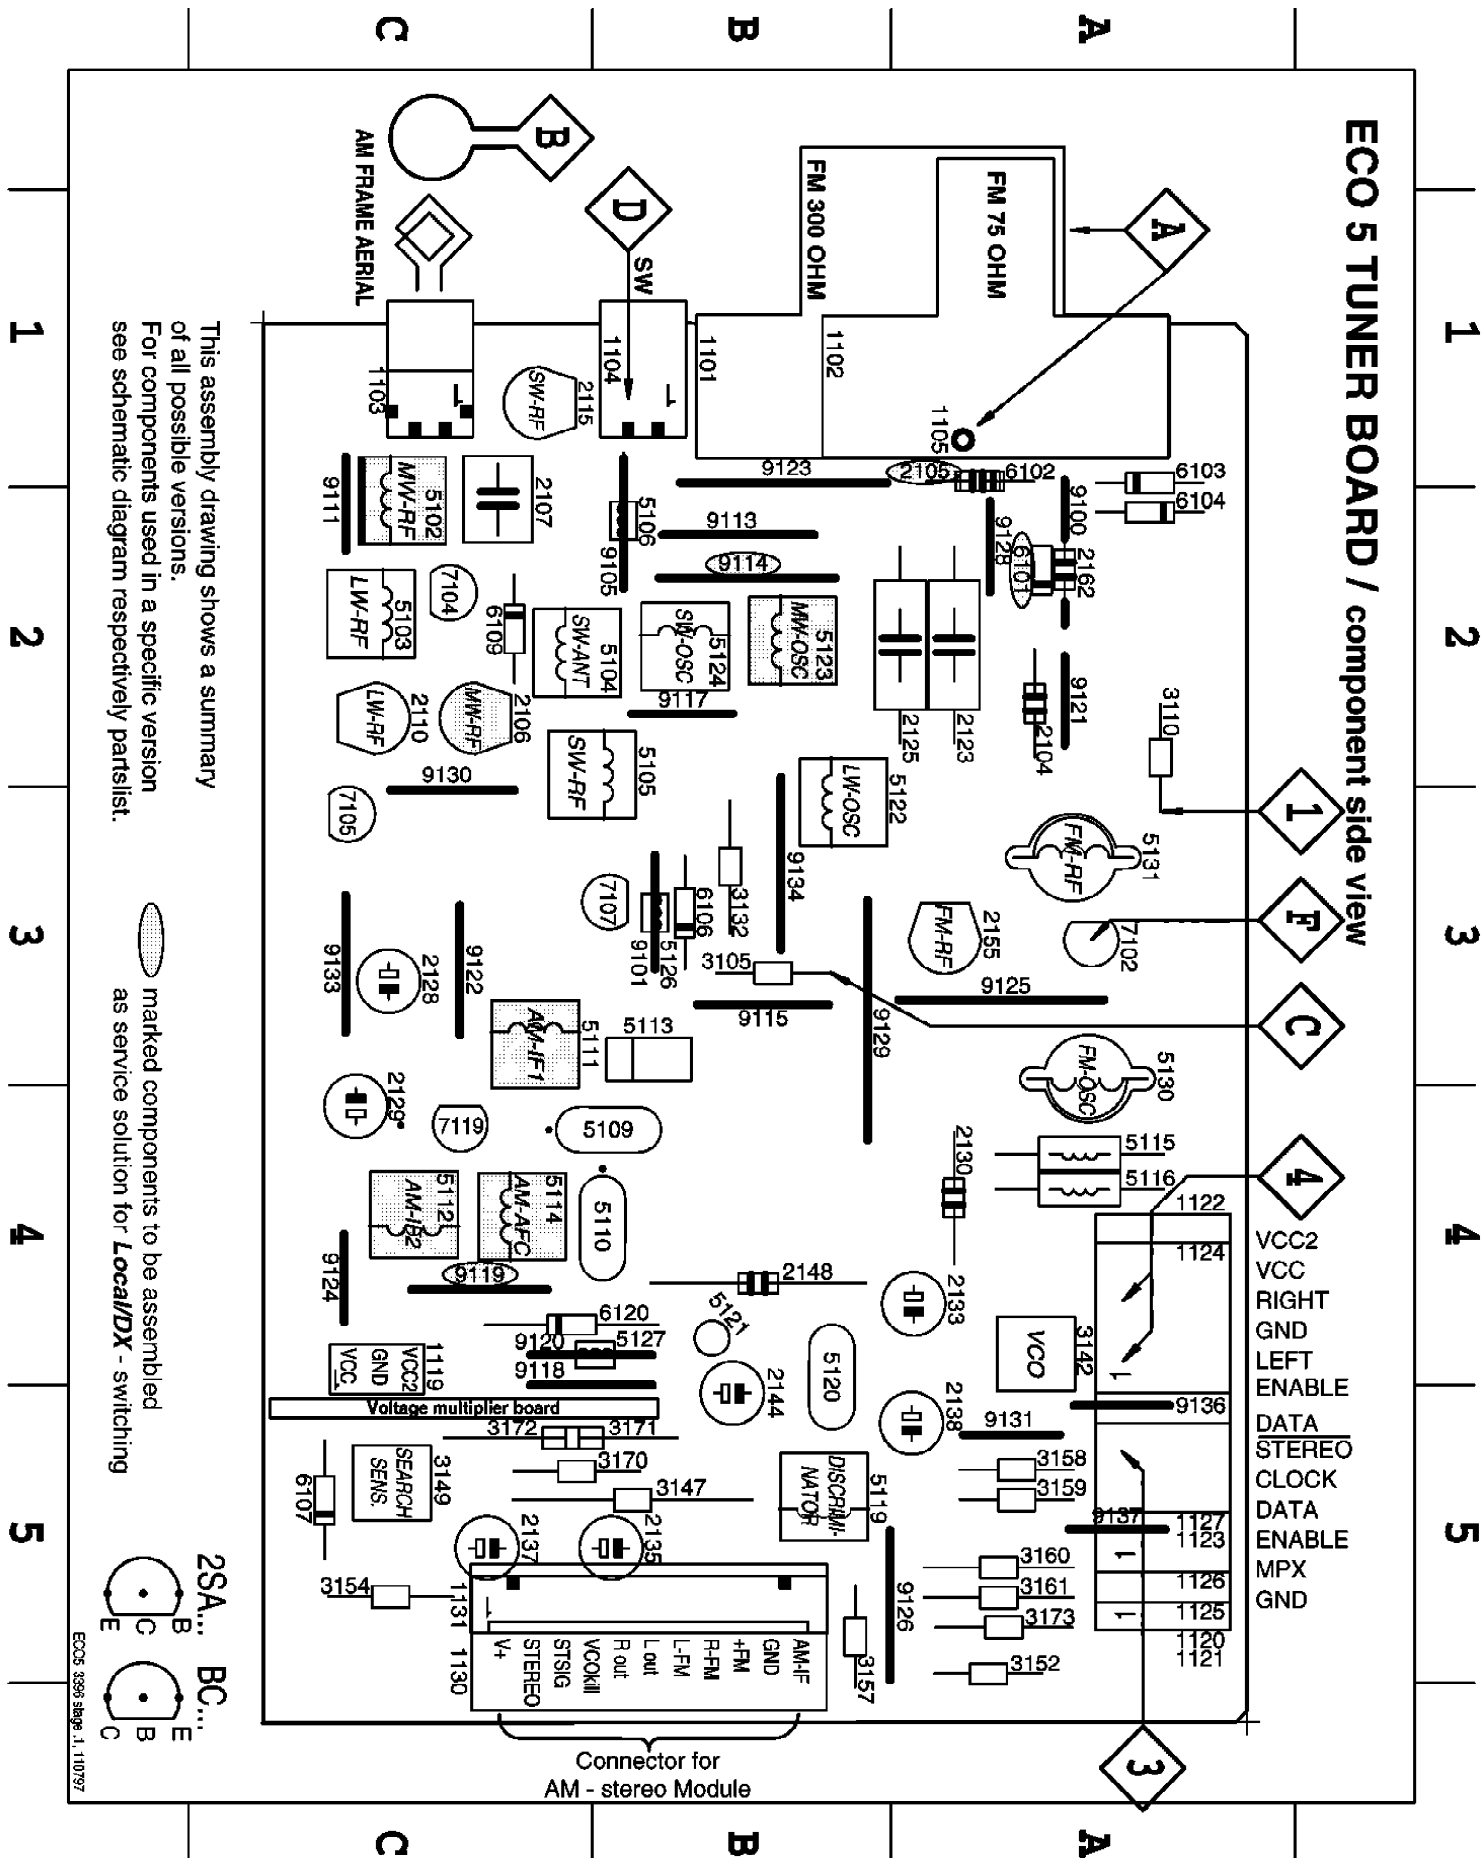 C
B
A
ECO 5 TUNER BOARD / component side view
1
2
3
4
5
1
2
3
4
5
B
AM FRAME AERIAL
D
SW
FM 300 OHM
FM 75 OHM
A
This assembly drawing shows a summary
of all possible versions.
For components used in a specific version
see schematic diagram respectively partslist.
marked components to be assembled
as service solution for Local/DX - switching
1103
1104
1101
1102
1105
SW-RF
2115
9123
2105
6102
6103
6104
9111
MW-RF
5102
2107
5106
9105
9113
9114
9128
9100
6101
2162
LW-RF
5103
7104
6109
SW-ANT
5104
SW-OSC
5124
MW-OSC
5123
9117
2125
2123
2104
9121
3110
LW-RF
2110
MW-RF
2106
9130
SW-RF
5105
LW-OSC
5122
1
7105
9134
FM-RF
5131
7107
9101
5126
6106
3132
3105
FM-RF
2155
7102
F
9133
2128
9122
9115
9129
9125
C
AM-IF1
5111
5113
FM-OSC
5130
2129
7119
5109
2130
5115
5116
4
AM-IF2
5112
AM-AFC
5114
5110
9124
9119
2148
2133
1122
1124
VCC2
VCC
RIGHT
GND
LEFT
ENABLE
DATA
STEREO
CLOCK
DATA
ENABLE
MPX
GND
6120
9120
5127
9118
5121
5120
VCO
3142
VCC
GND
VCC2
1119
2144
2138
9136
9131
Voltage multiplier board
3172
3171
3170
3147
SEARCH
SENS.
3149
6107
DISCRIMI-
NATOR
5119
3158
3159
9137
1127
1123
1126
1125
1120
1121
2137
2135
3160
3161
3173
3152
9126
3157
3154
1131
1130
V+
STEREO
STSIG
VCOkill
R out
L out
L-FM
R-FM
+FM
GND
AM-IF
Connector for
AM - stereo Module
3
2SA...
BC...
E
C
B
C
B
E
ECO5 3396 stage .1, 110797
C
B
A